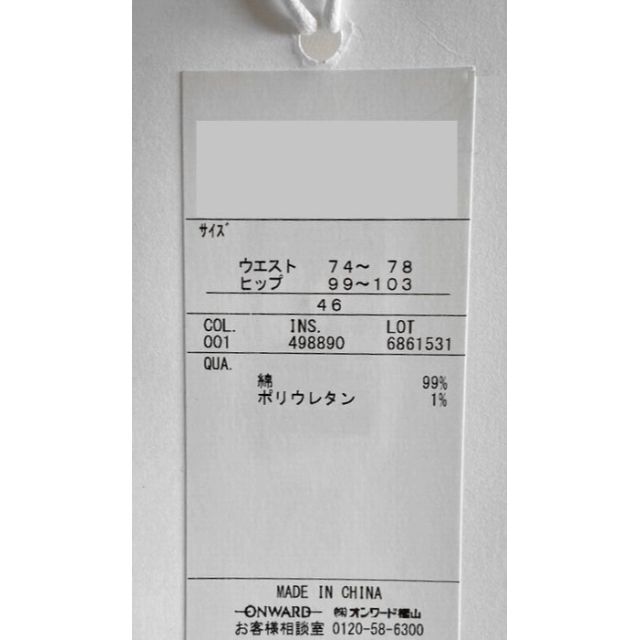 サイズ
ウエスト 74～ 78
ヒップ 99～103
46
COL. INS. LOT
001 498890 6861531
QUA.
綿 99%
ポリウレタン 1%
MADE IN CHINA
ONWARD ㈱オンワード樫山
お客様相談室 0120-58-6300